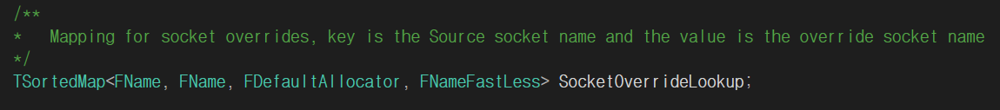 /**
*   Mapping for socket overrides, key is the Source socket name and the value is the override socket name
*/
TSortedMap<FName, FName, FDefaultAllocator, FNameFastLess> SocketOverrideLookup;